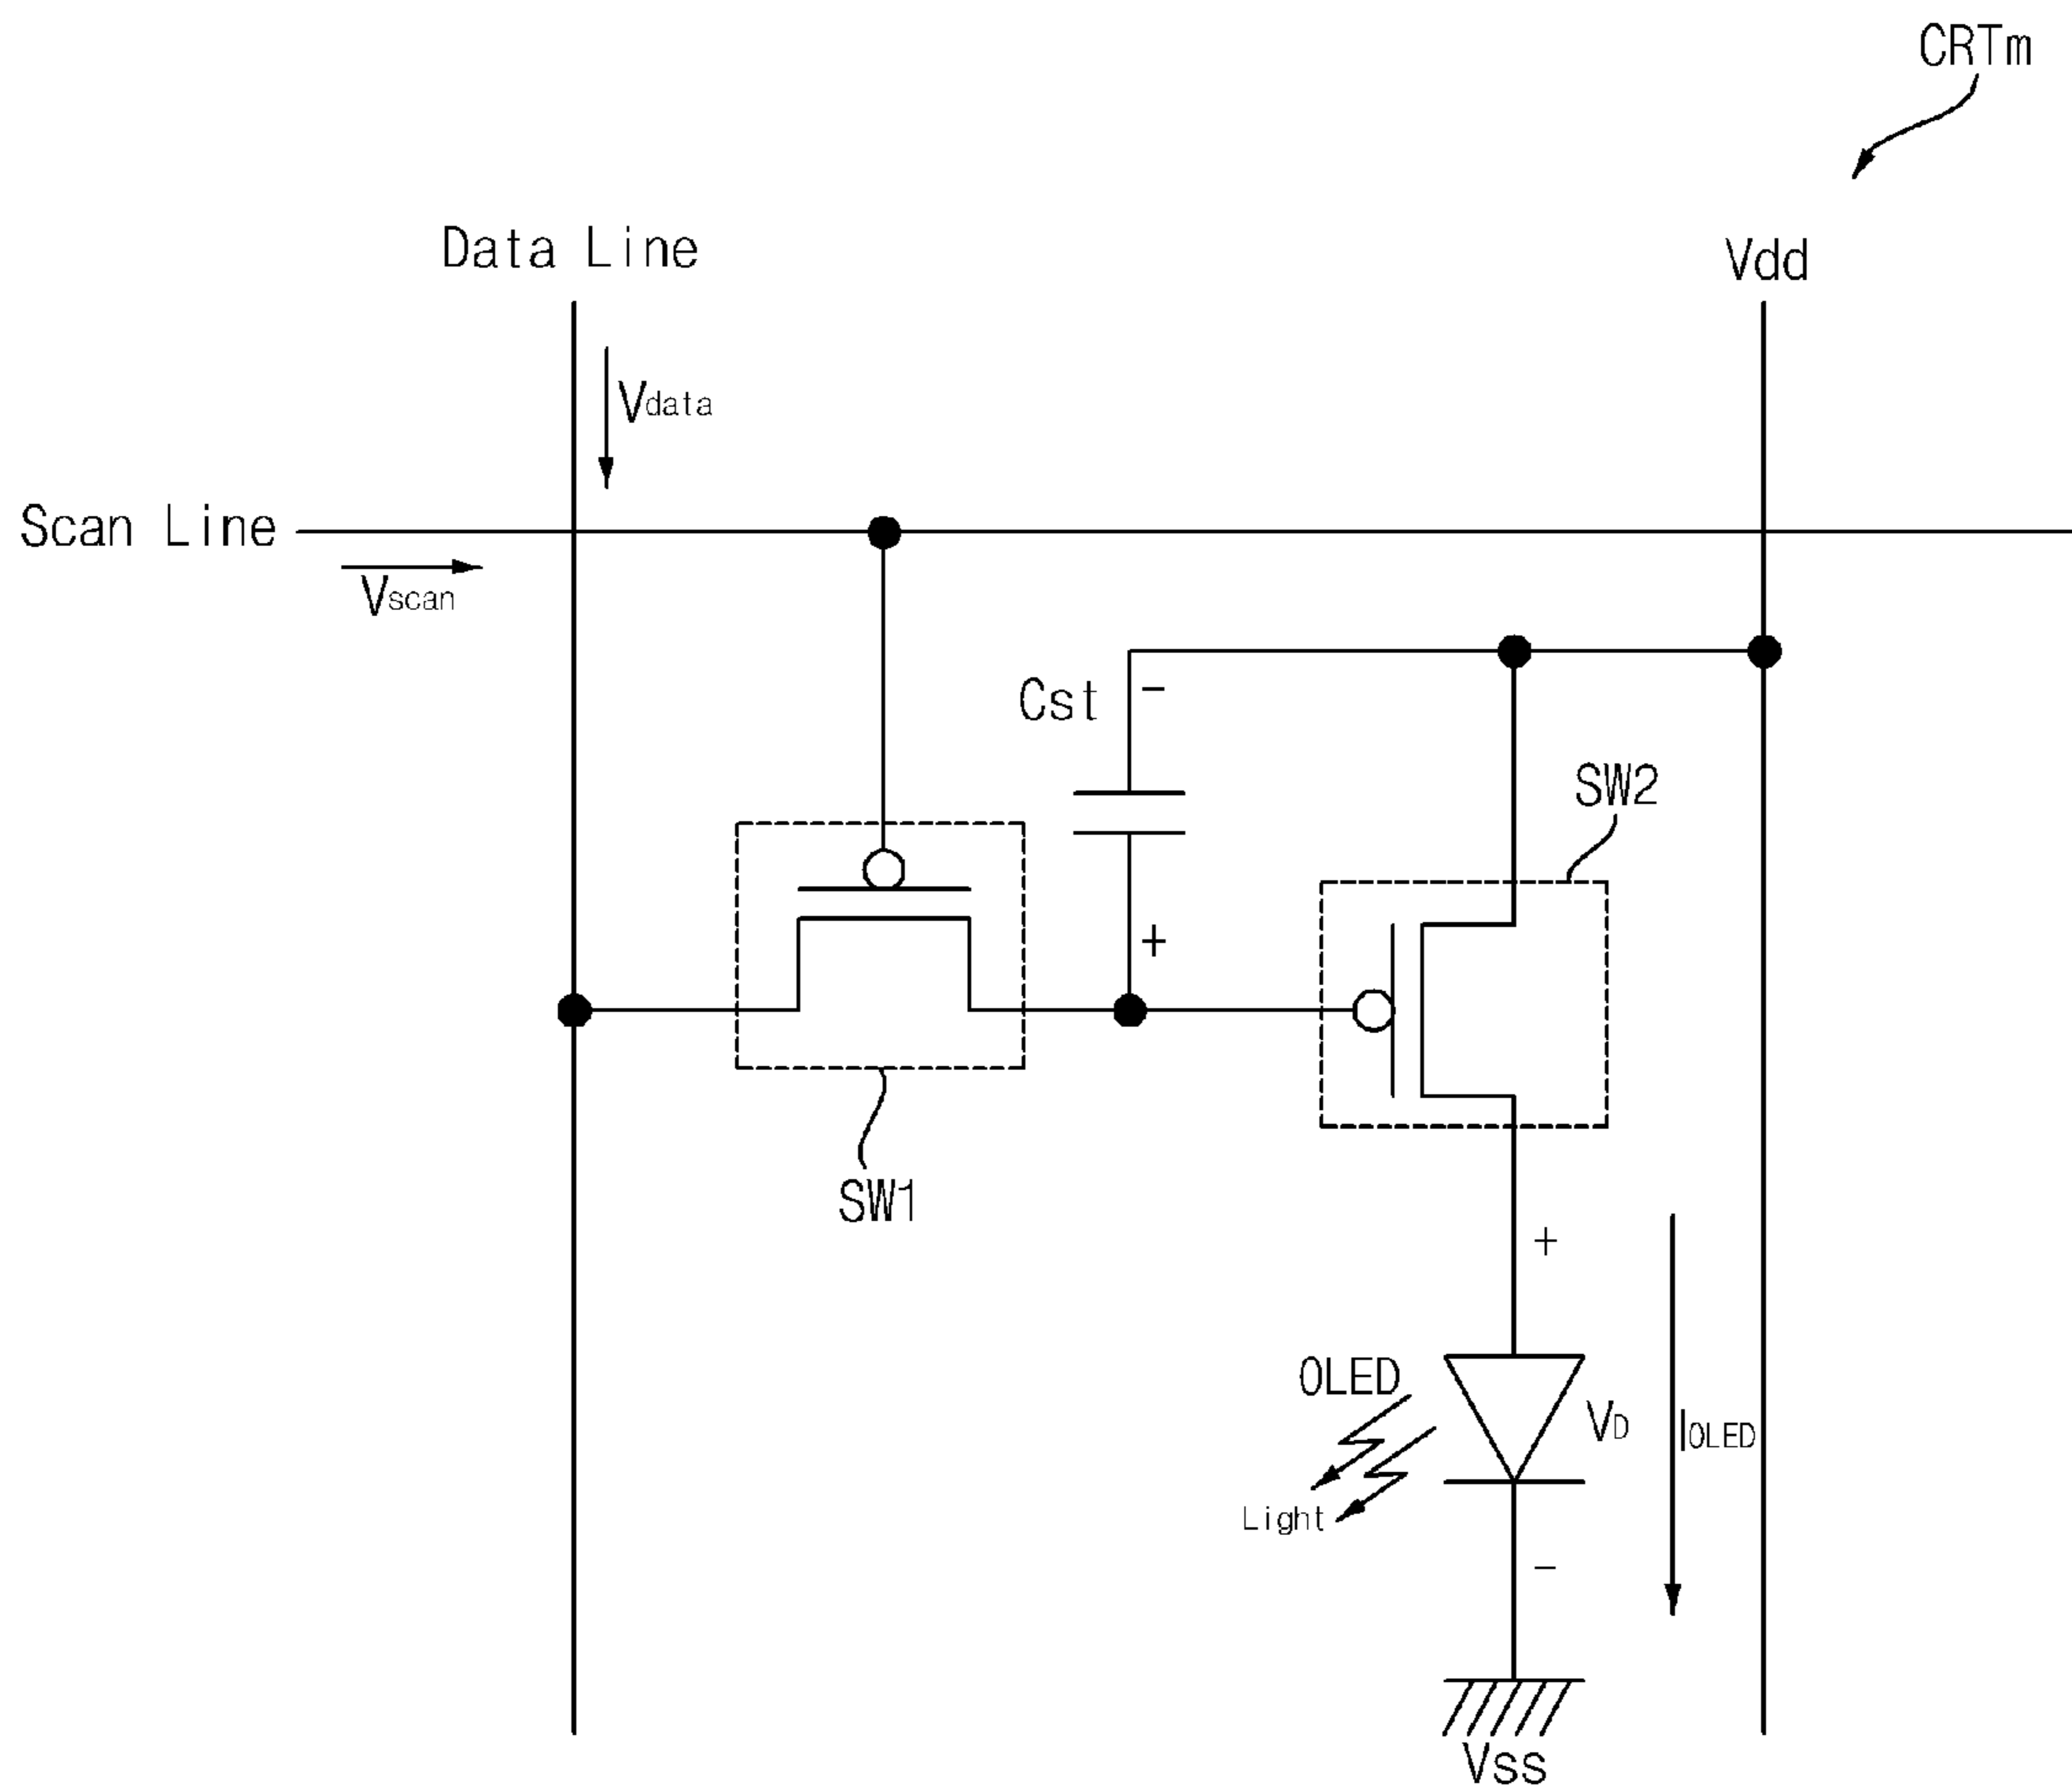 CRTm
Data Line
Vdd
Vdata
Scan Line
Vscan
Cst
−
SW2
+
SW1
+
OLED
VD
IOLED
Light
−
Vss